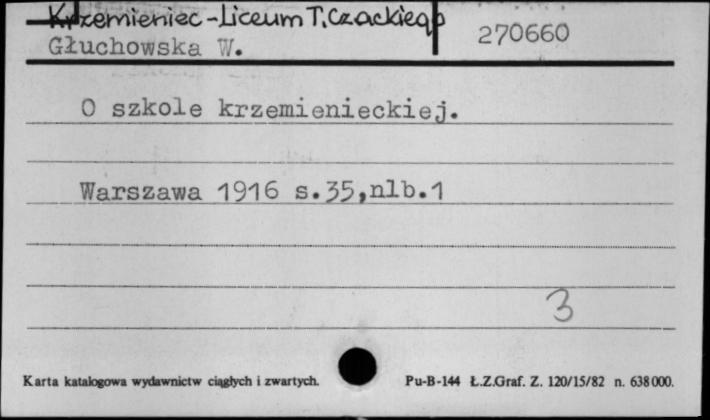 Krzemieniec-Liceum T.Czackiego
270660
Głuchowska W.
O szkole krzemienieckiej.
Warszawa 1916 s.35,nlb.1
3
Karta katalogowa wydawnictw ciągłych i zwartych. Pu-B-144 Ł.Z.Graf. Z. 120/15/82 n. 638000.